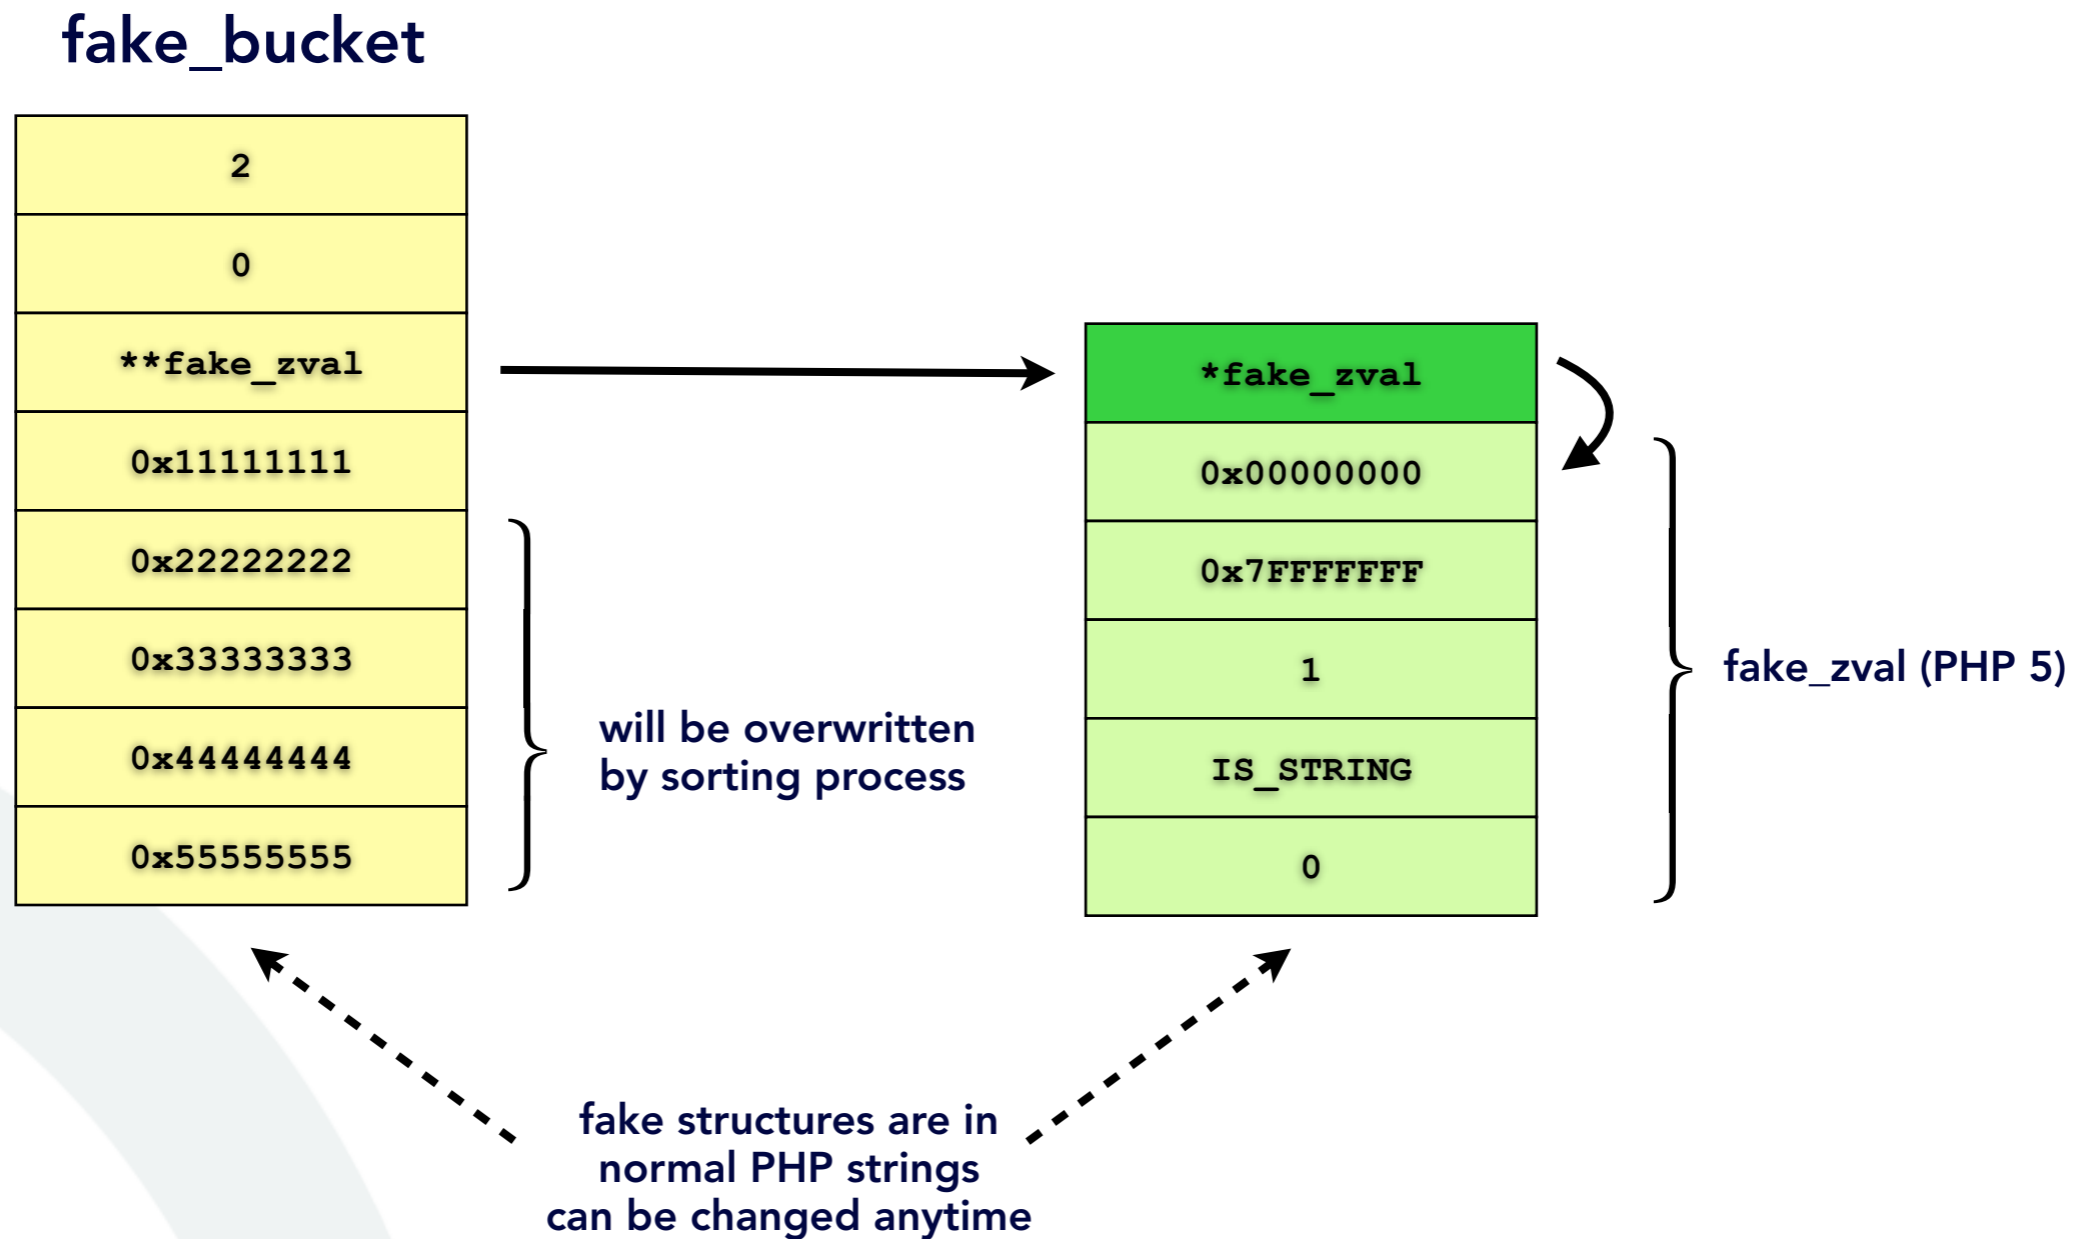 fake_bucket
2
0
**fake_zval
0x11111111
0x22222222
0x33333333
0x44444444
0x55555555
will be overwritten
by sorting process
*fake_zval
0x00000000
0x7FFFFFFF
1
IS_STRING
0
fake_zval (PHP 5)
fake structures are in
normal PHP strings
can be changed anytime